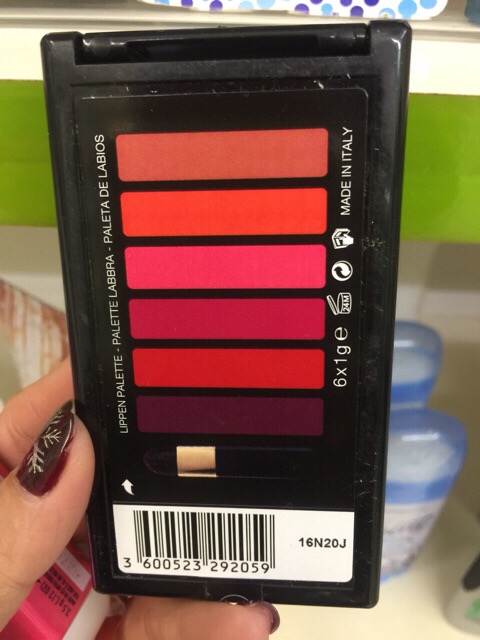 LIPPEN PALETTE - PALETTE LABBRA - PALETA DE LABIOS
6x1g e 24M MADE IN ITALY
16N20J
3 600523 292059